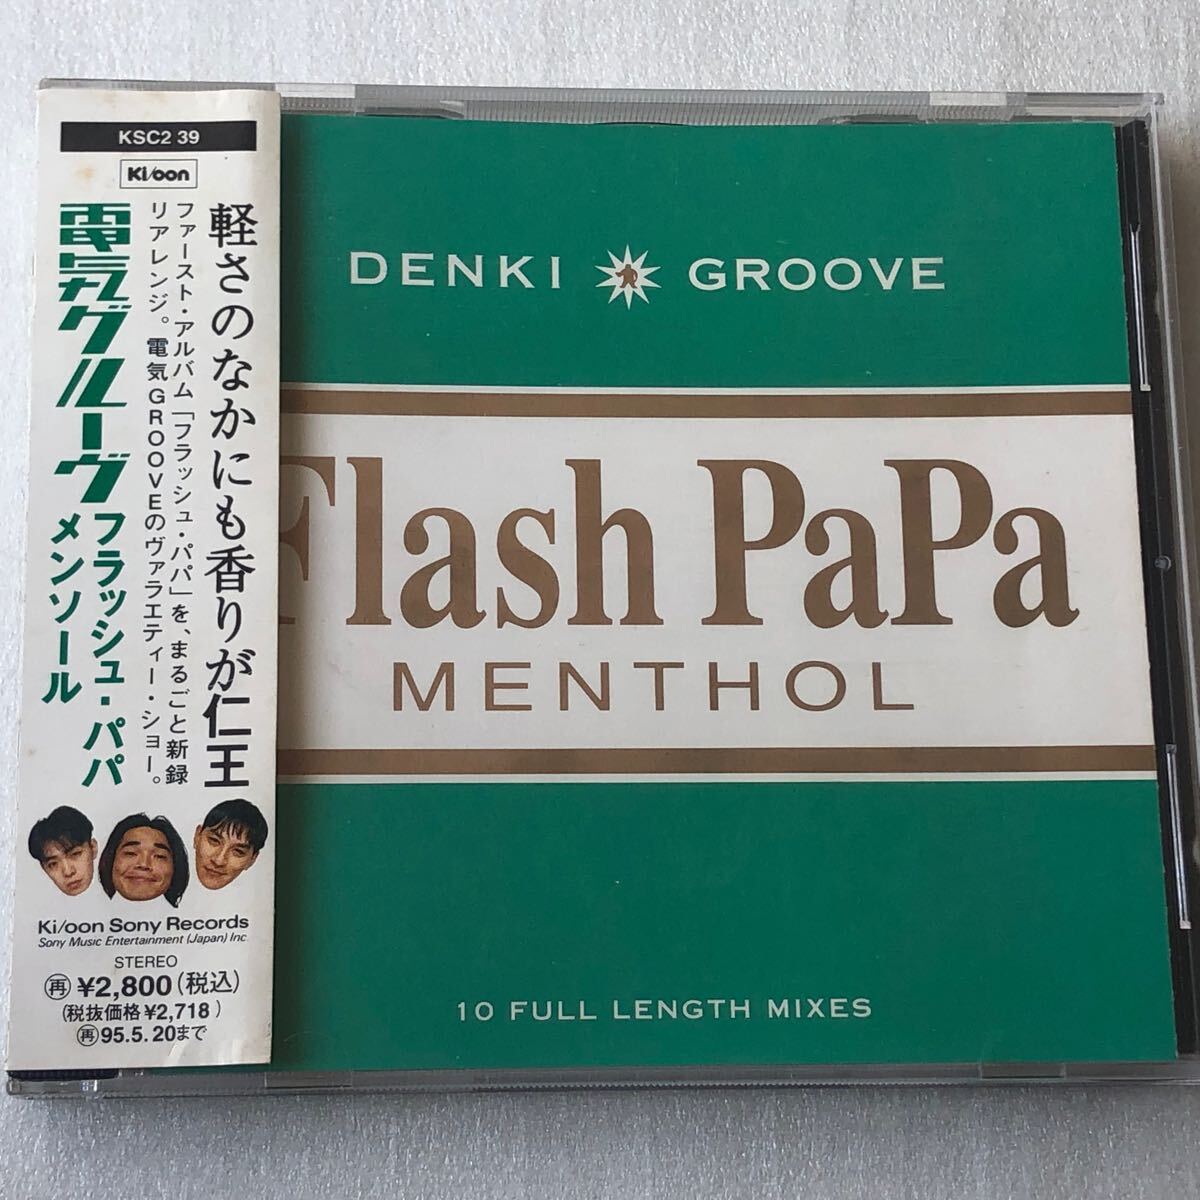 KSC2 39
Ki/oon
軽さのなかにも香りが仁王
ファースト・アルバム「フラッシュ・パパ」を、まるごと新録
リアレンジ。電気GROOVEのヴァラエティー・ショー。
電気グルーヴ
フラッシュ・パパ
メンソール
Ki/oon Sony Records
Sony Music Entertainment (Japan) Inc.
STEREO
再 ¥2,800(税込)
(税抜価格¥2,718)
再 95.5.20まで
DENKI GROOVE
Flash PaPa
MENTHOL
10 FULL LENGTH MIXES